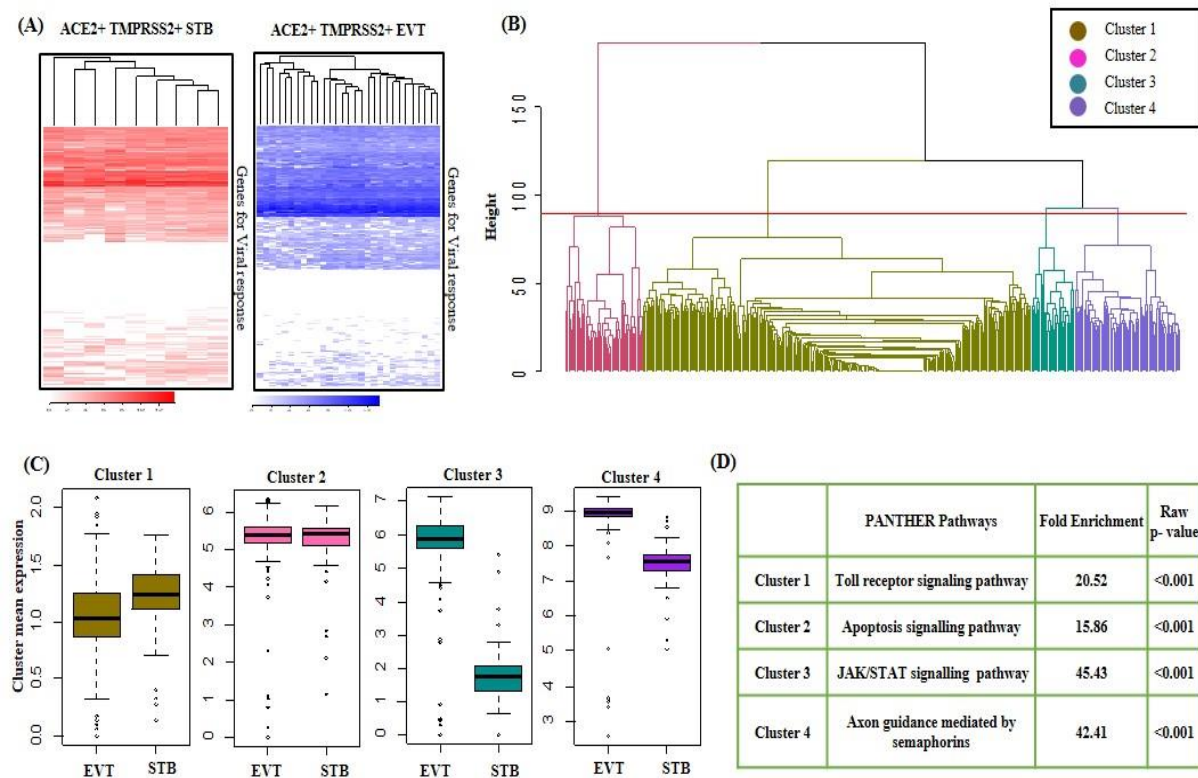 (A)
ACE2+ TMPRSS2+ STB
ACE2+ TMPRSS2+ EVT
Genes for Viral response
Genes for Viral response
(B)
Cluster 1
Cluster 2
Cluster 3
Cluster 4
Height
150
100
50
0
(C)
Cluster 1
Cluster 2
Cluster 3
Cluster 4
Cluster mean expression
2.0
1.5
1.0
0.5
0.0
6
5
4
3
2
1
0
7
6
5
4
3
2
1
0
9
8
7
6
5
4
3
EVT STB
EVT STB
EVT STB
EVT STB
(D)
PANTHER Pathways Fold Enrichment Raw
p- value
Cluster 1 Toll receptor signaling pathway 20.52 <0.001
Cluster 2 Apoptosis signalling pathway 15.86 <0.001
Cluster 3 JAK/STAT signalling pathway 45.43 <0.001
Cluster 4 Axon guidance mediated by
semaphorins 42.41 <0.001